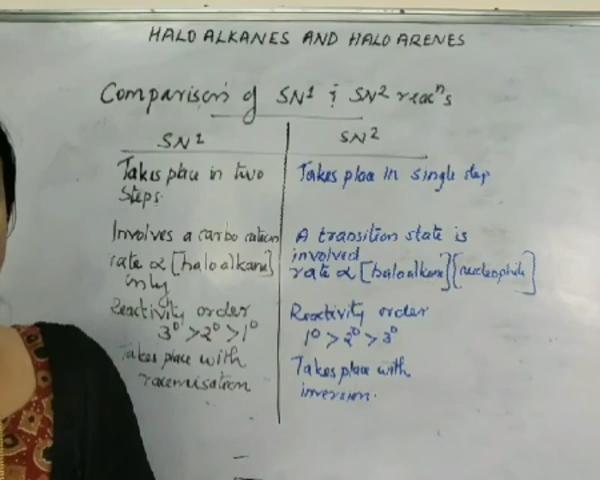 HALO ALKANES AND HALO ARENES
Comparison of SN1 & SN2 reacns
SN1
Takes place in two
Steps.
Involves a carbo cation
rate ∝ [haloalkane]
only
Reactivity order
3° > 2° > 1°
Takes place with
racemisation
SN2
Takes place in single step
A transition state is
involved
rate ∝ [haloalkane][nucleophile]
Reactivity order
1° > 2° > 3°
Takes place with
inversion.